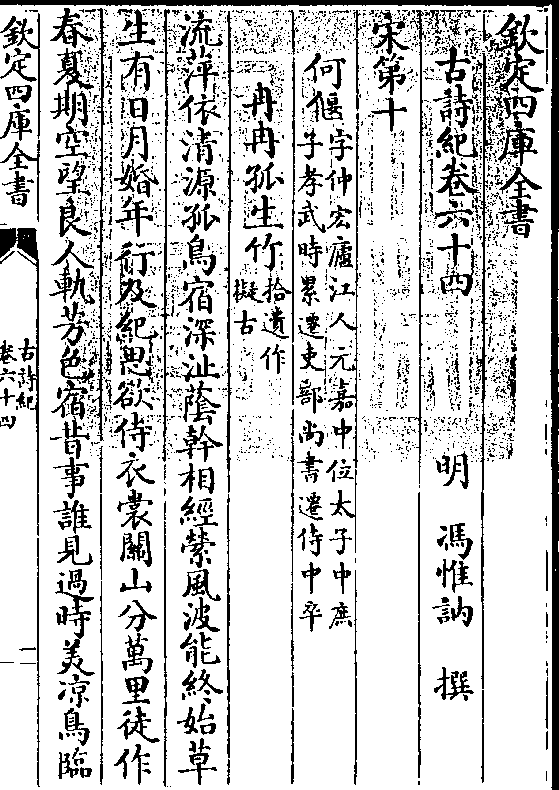 欽定四庫全書
古詩紀卷六十四
明 馮惟訥 撰
宋第十
何偃字仲宏廬江人元嘉中位太子中庶
子孝武時累遷吏部尚書遷侍中卒
冉冉孤生竹拾遺作
擬古
流萍依清源孤鳥宿深沚蔭幹相經縈風波能終始草
生有日月婚年行及紀思欲侍衣裳關山分萬里徒作
春夏期空望良人軌芳色宿昔事誰見過時美凉鳥臨
欽定四庫全書
古詩紀
卷六十四
一